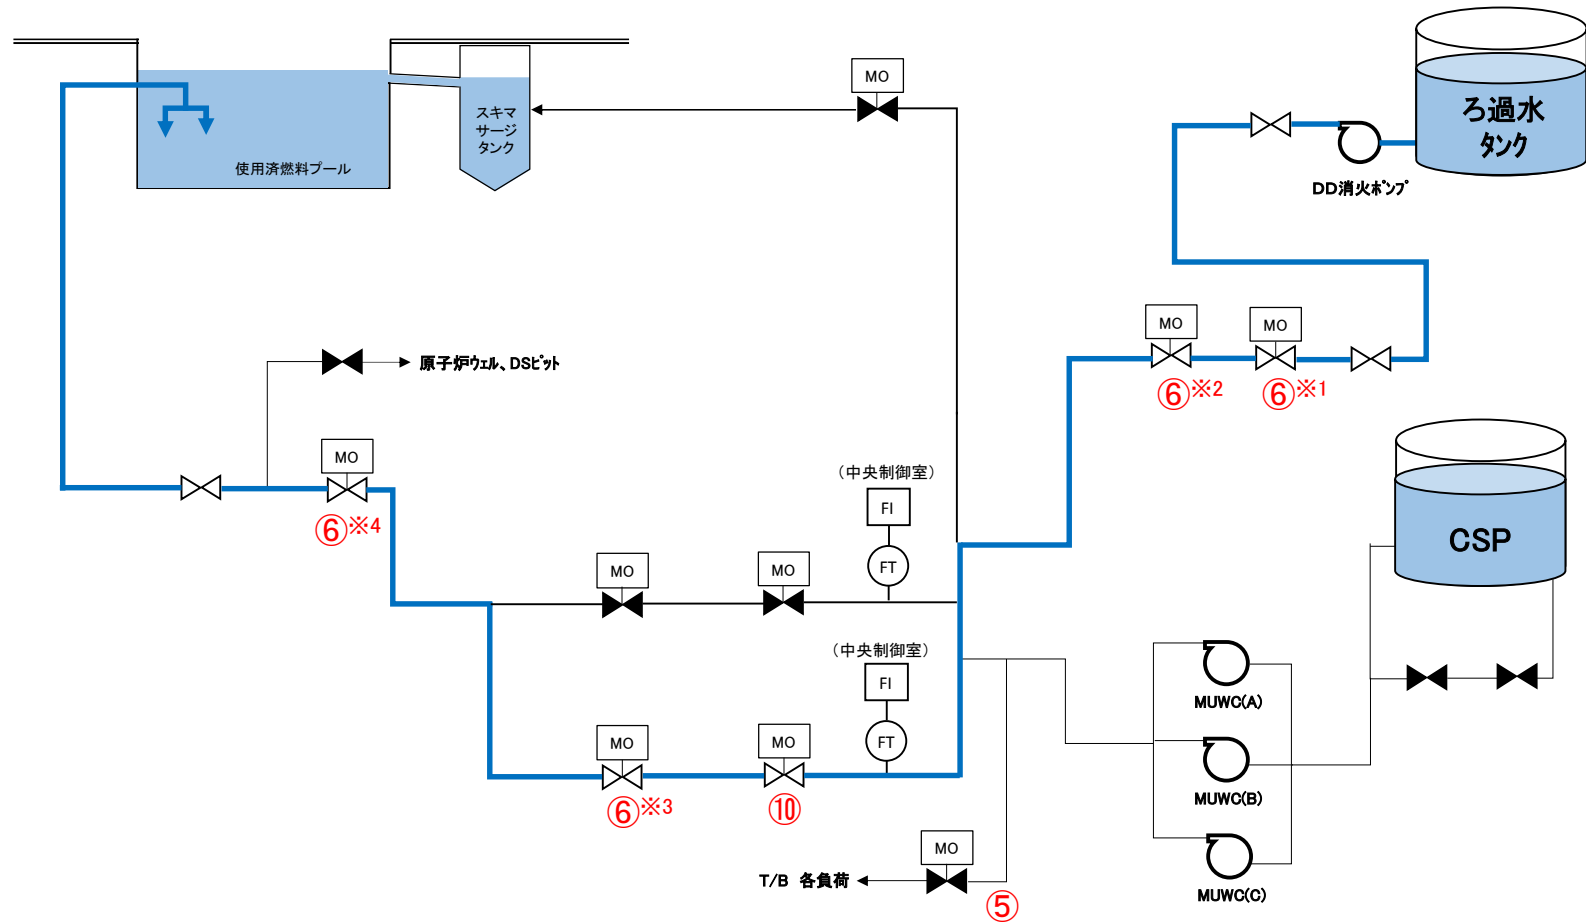 MO
スキマ
サージ
タンク
使用済燃料プール
ろ過水
タンク
DD消火ポンプ
MO
MO
⑥※2
⑥※1
原子炉ウェル、DSピット
MO
⑥※4
(中央制御室)
FI
FT
MO
MO
CSP
(中央制御室)
FI
FT
MO
MO
⑥※3
⑩
MUWC(A)
MUWC(B)
MUWC(C)
MO
T/B 各負荷
⑤